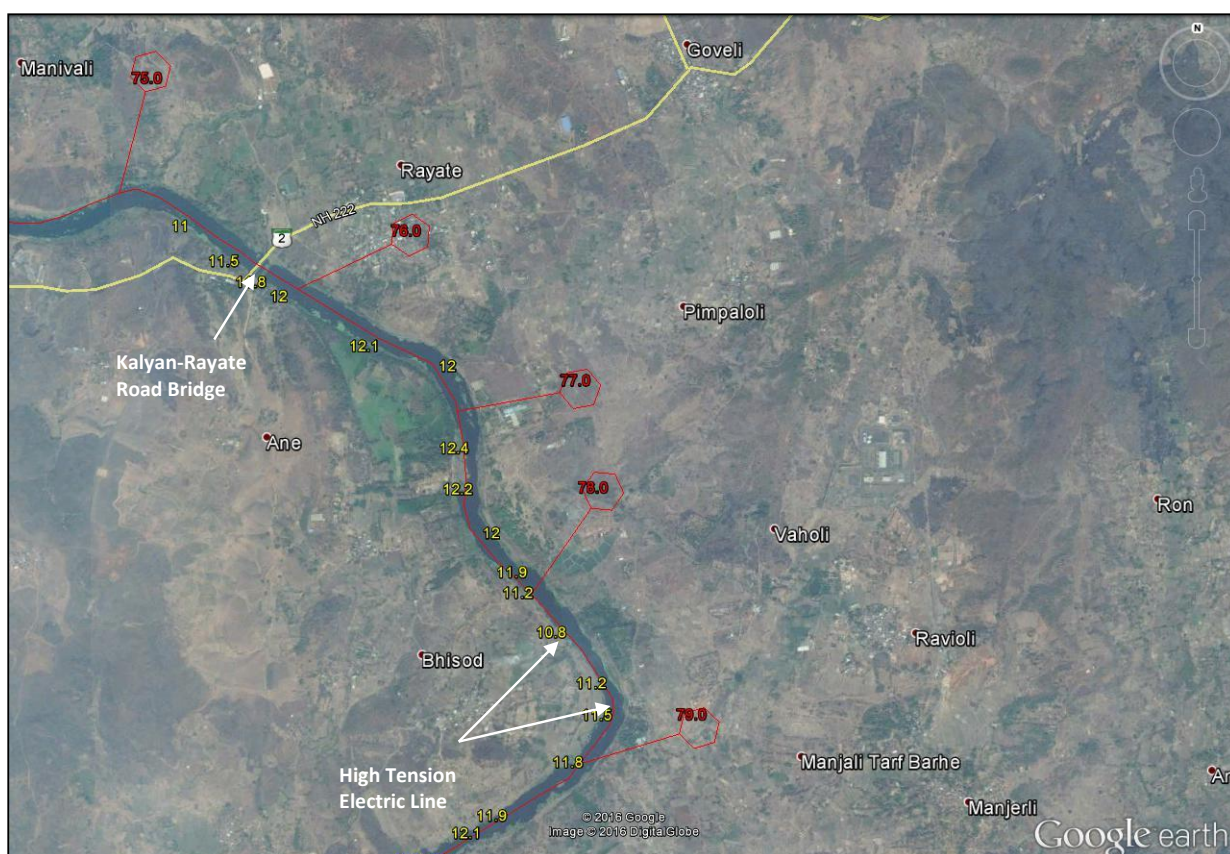 N
Goveli
Manivali
75.0
Rayate
NH 222
11
76.0
2
11.5
12
Pimpaloli
12.1
Kalyan-Rayate
Road Bridge
12
77.0
Ane
12.4
78.0
12.2
Ron
12
Vaholi
11.9
11.2
10.8
Ravioli
Bhisod
11.2
11.5
79.0
11.8
Manjali Tarf Barhe
High Tension
Electric Line
Manjerli
11.9
© 2016 Google
Image © 2016 DigitalGlobe
12.1
Google earth